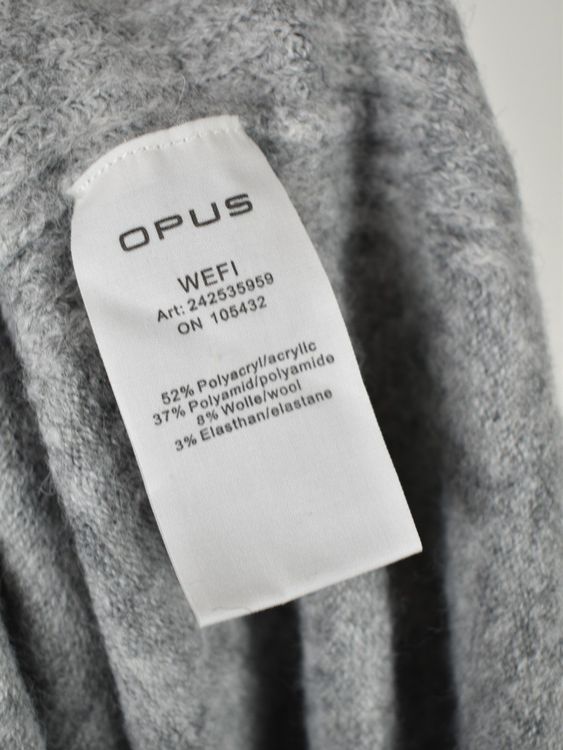 OPUS
WEFI
Art: 242535959
ON 105432
52% Polyacryl/acrylic
37% Polyamid/polyamide
8% Wolle/wool
3% Elasthan/elastane